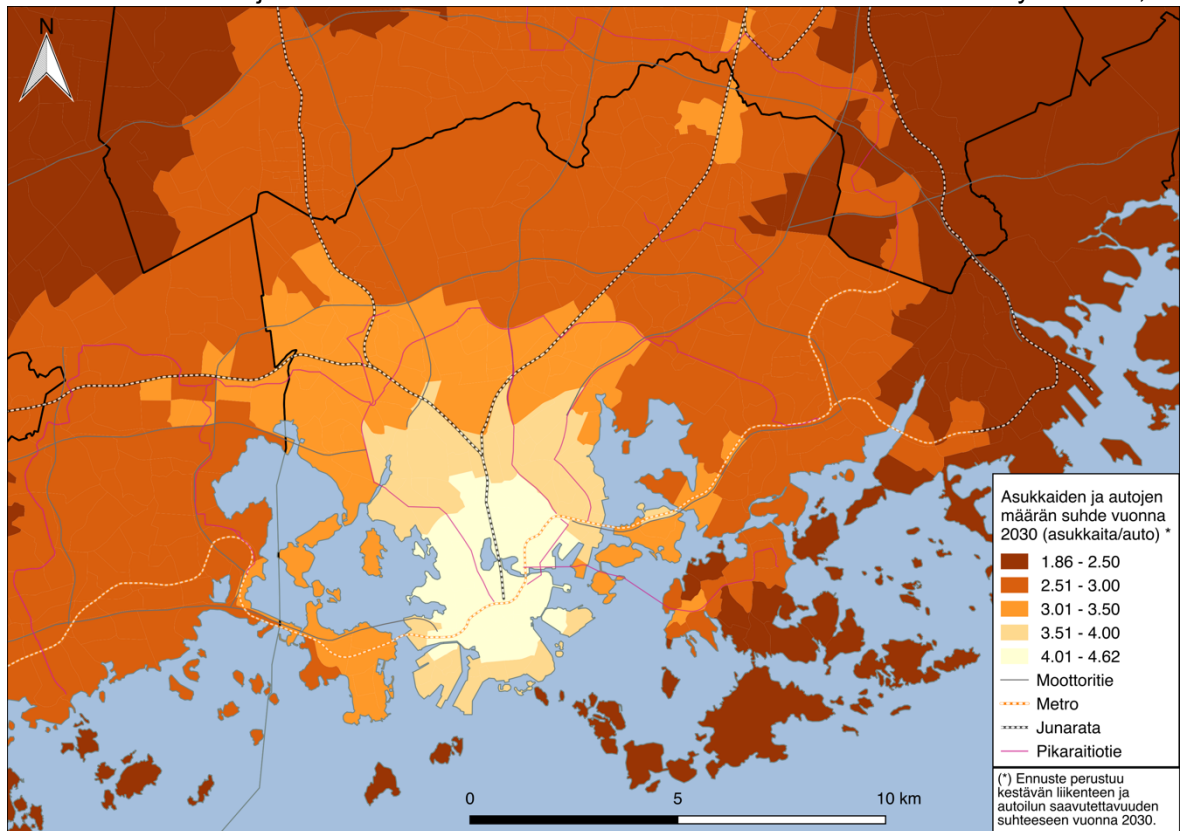 N
Asukkaiden ja autojen
määrän suhde vuonna
2030 (asukkaita/auto) *
1.86 - 2.50
2.51 - 3.00
3.01 - 3.50
3.51 - 4.00
4.01 - 4.62
Moottoritie
Metro
Junarata
Pikaraitiotie
(*) Ennuste perustuu
kestävän liikenteen ja
autoilun saavutettavuuden
suhteeseen vuonna 2030.
0 5 10 km